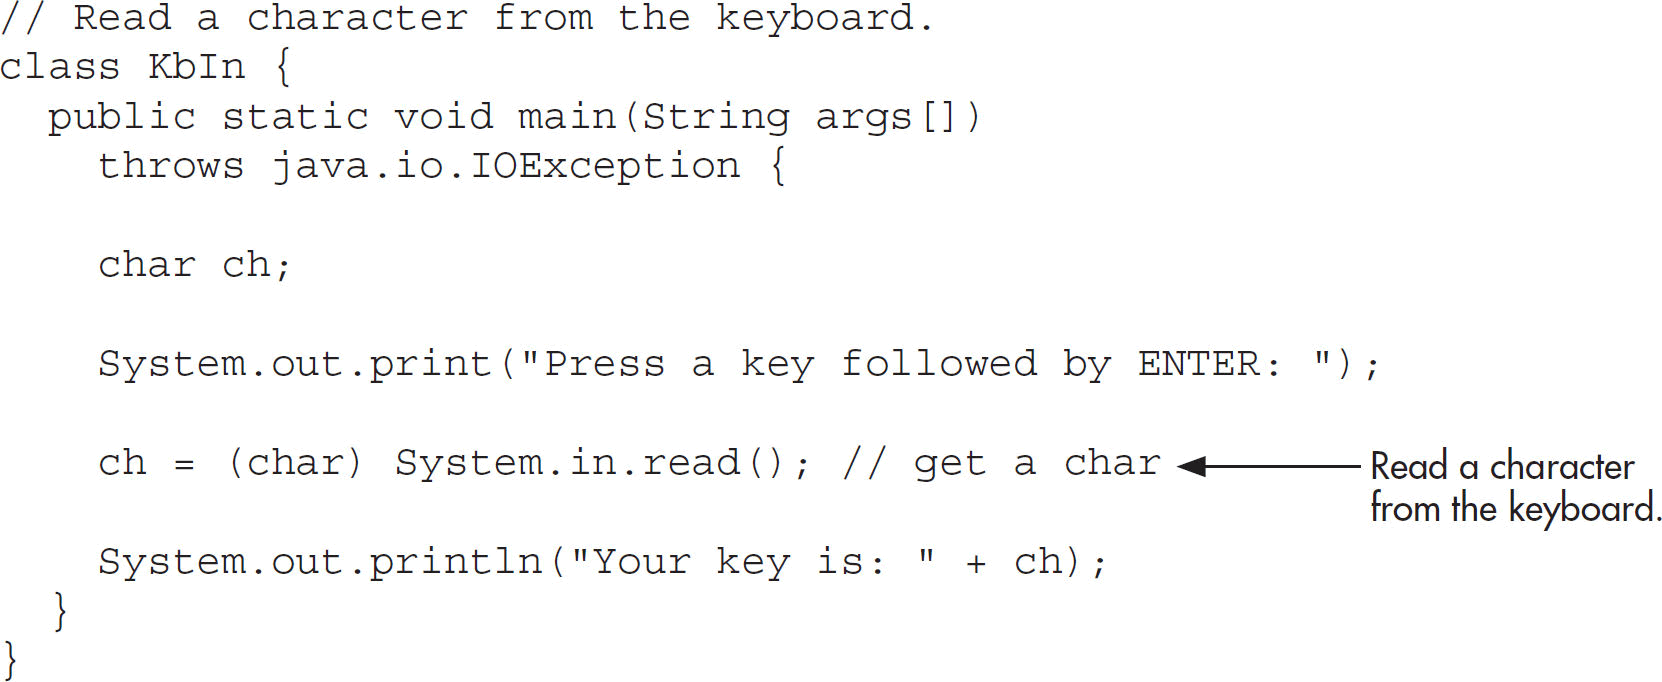 // Read a character from the keyboard.
class KbIn {
  public static void main(String args[])
    throws java.io.IOException {

    char ch;

    System.out.print("Press a key followed by ENTER: ");

    ch = (char) System.in.read(); // get a char
Read a character
from the keyboard.

    System.out.println("Your key is: " + ch);
  }
}